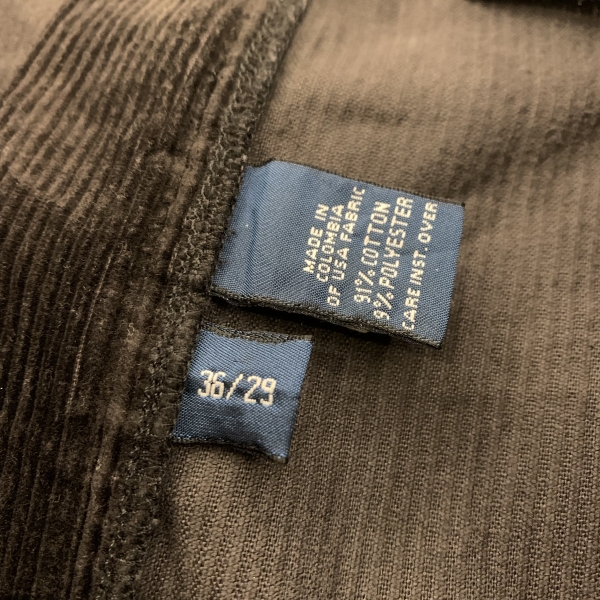 MADE IN
COLOMBIA
OF USA FABRIC
91% COTTON
9% POLYESTER
CARE INST. OVER
36/29